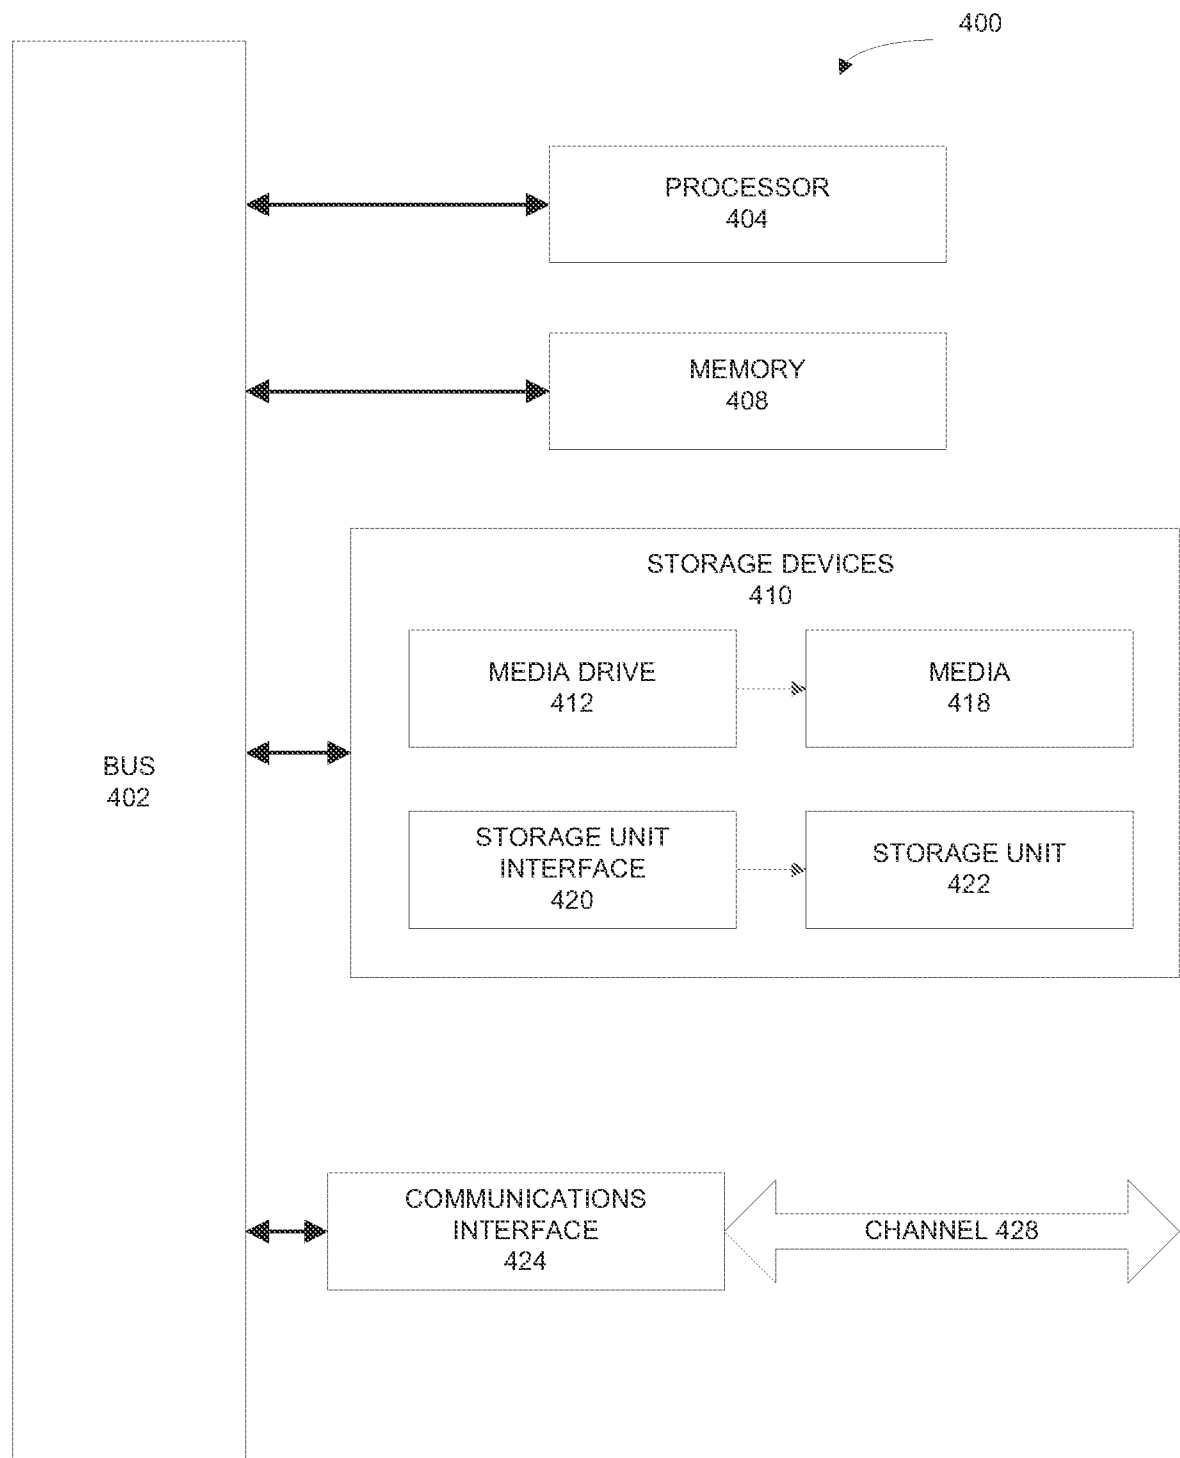 400
PROCESSOR
404
MEMORY
408
STORAGE DEVICES
410
MEDIA DRIVE
412
MEDIA
418
BUS
402
STORAGE UNIT
INTERFACE
420
STORAGE UNIT
422
COMMUNICATIONS
INTERFACE
424
CHANNEL 428